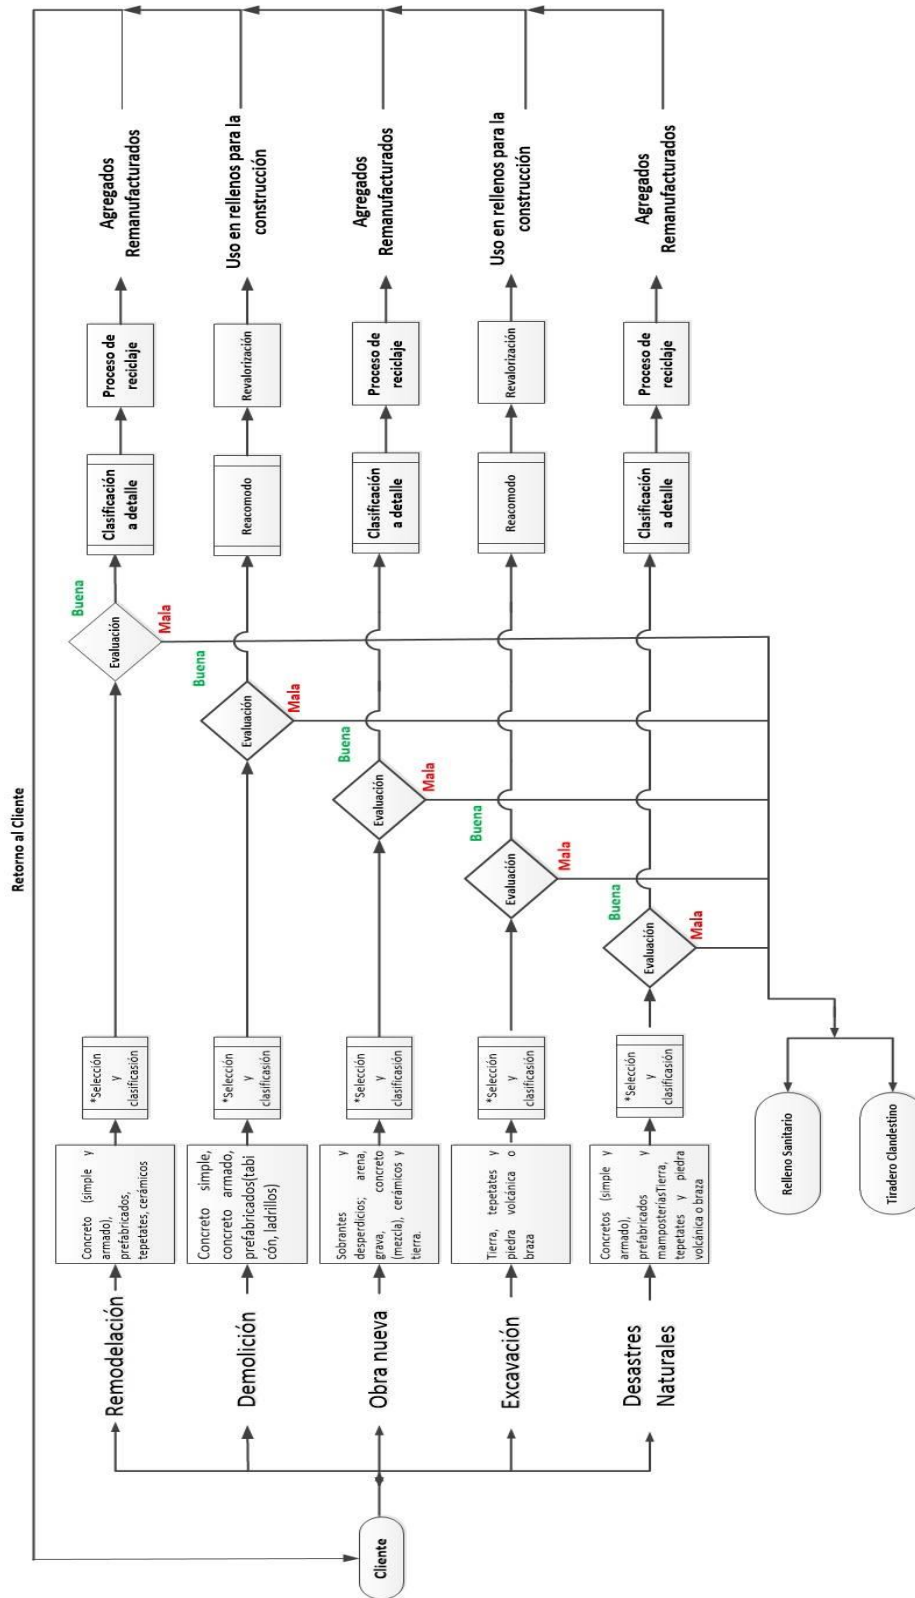 Retorno al Cliente
Cliente
Remodelación
Concreto (simple y
armado),
prefabricados,
tepetates, cerámicos
*Selección
y
clasificasión
Evaluación
Buena
Mala
Clasificación
a detalle
Proceso de
reciclaje
Agregados
Remanufacturados
Demolición
Concreto simple,
concreto armado,
prefabricados(tabi
cón, ladrillos)
*Selección
y
clasificasión
Evaluación
Buena
Mala
Reacomodo
Revalorización
Uso en rellenos para la
construcción
Obra nueva
Sobrantes y
desperdicios; arena,
grava, concreto
(mezcla), cerámicos y
tierra.
*Selección
y
clasificasión
Evaluación
Buena
Mala
Clasificación
a detalle
Proceso de
reciclaje
Agregados
Remanufacturados
Excavación
Tierra, tepetates y
piedra volcánica o
braza
*Selección
y
clasificasión
Evaluación
Buena
Mala
Reacomodo
Revalorización
Uso en rellenos para la
construcción
Desastres
Naturales
Concretos (simple y
armado),
prefabricados
mamposteríasTierra,
tepetates y piedra
volcánica o braza
*Selección
y
clasificasión
Evaluación
Buena
Mala
Clasificación
a detalle
Proceso de
reciclaje
Agregados
Remanufacturados
Relleno Sanitario
Tiradero Clandestino